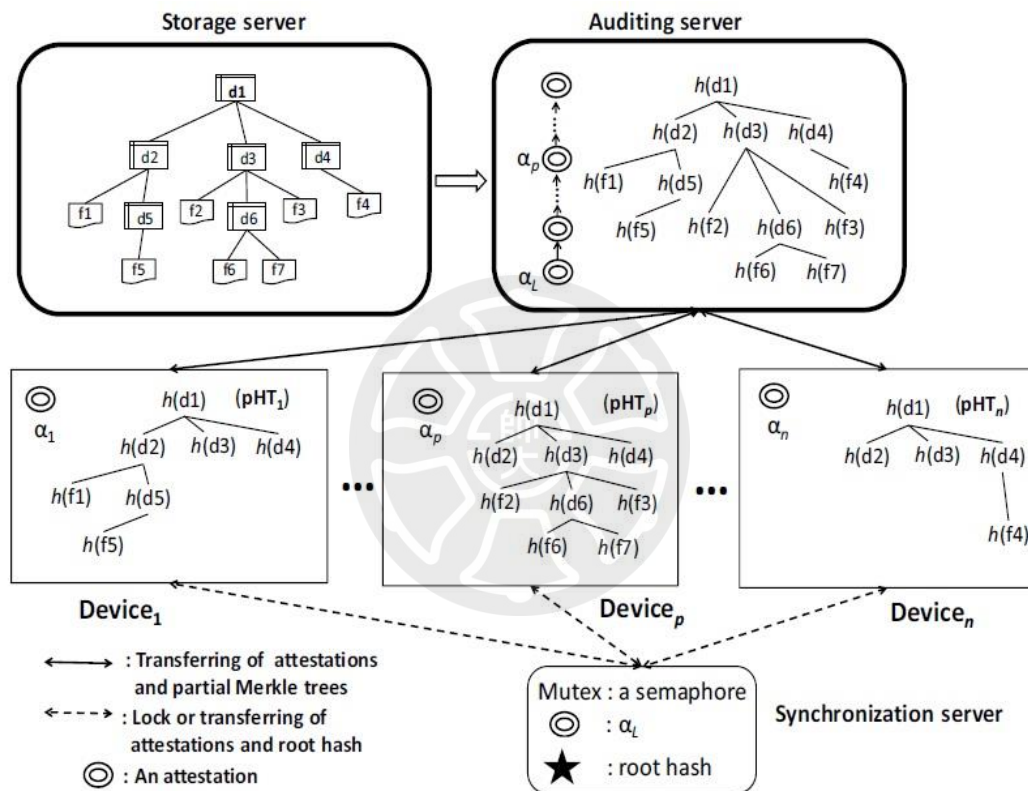 Storage server
Auditing server
d1
d2
d3
d4
f1
d5
f2
d6
f3
f4
f5
f6
f7
h(d1)
h(d2)
h(d3)
h(d4)
αp
h(f1)
h(d5)
h(f4)
h(f5)
h(f2)
h(d6)
h(f3)
αL
h(f6)
h(f7)
α1
h(d1)
(pHT1)
h(d2)
h(d3)
h(d4)
h(f1)
h(d5)
h(f5)
...
αp
h(d1)
(pHTp)
h(d2)
h(d3)
h(d4)
h(f2)
h(d6)
h(f3)
h(f6)
h(f7)
...
αn
h(d1)
(pHTn)
h(d2)
h(d3)
h(d4)
h(f4)
Device1
Devicep
Devicen
: Transferring of attestations
and partial Merkle trees
: Lock or transferring of
attestations and root hash
: An attestation
Mutex : a semaphore
: αL
: root hash
Synchronization server